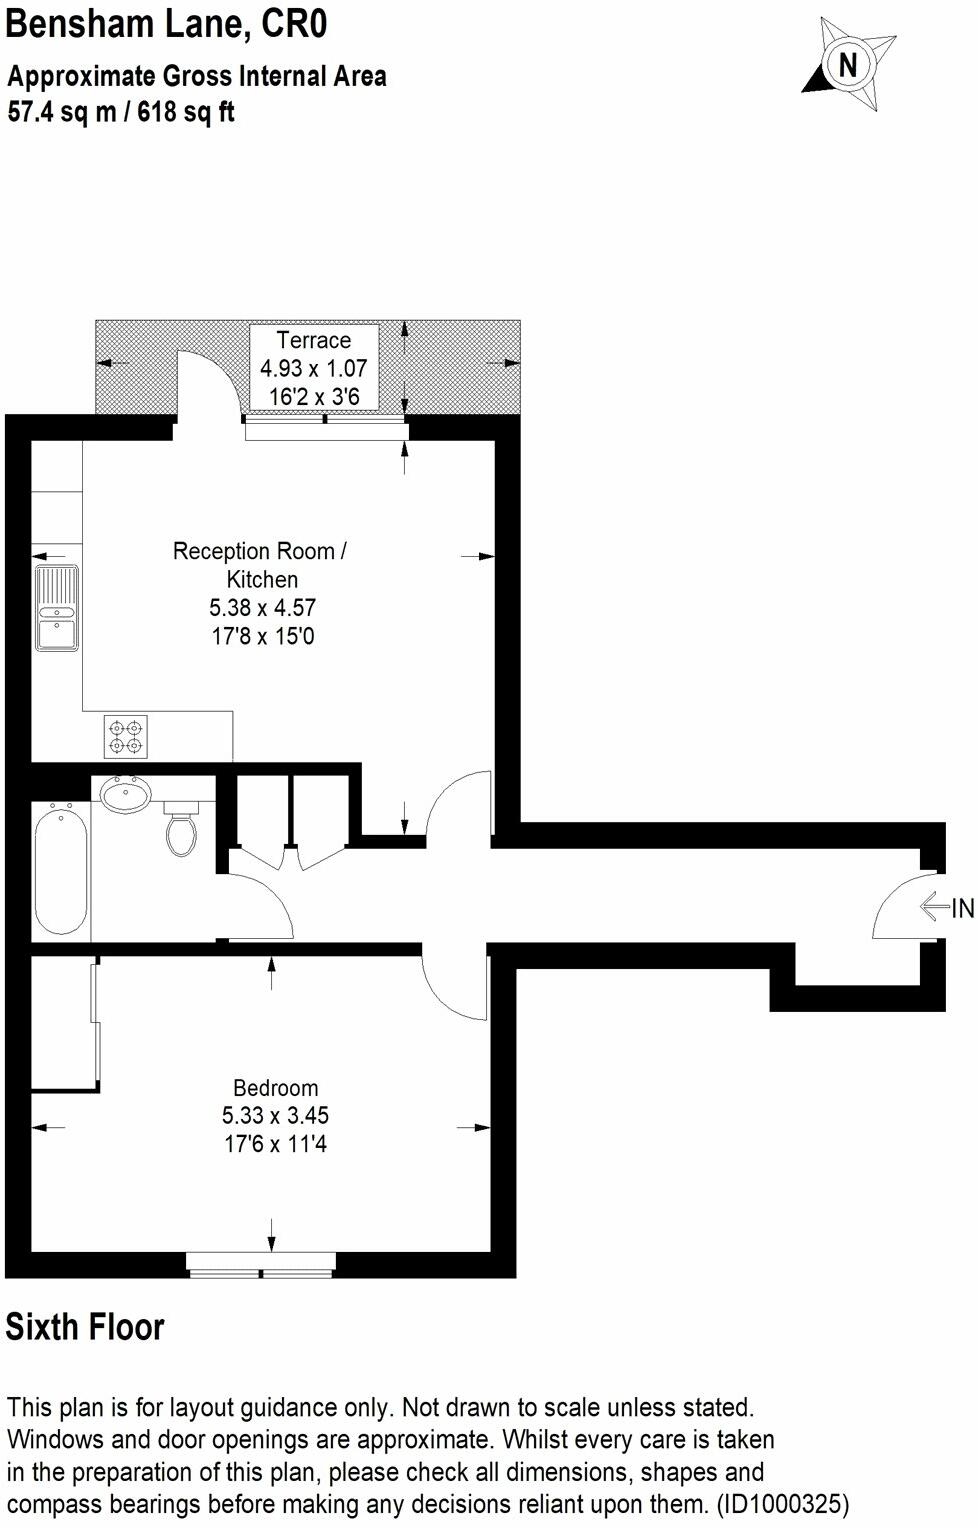 Bensham Lane, CR0
Approximate Gross Internal Area
57.4 sq m / 618 sq ft
N
Terrace
4.93 x 1.07
16'2 x 3'6
Reception Room /
Kitchen
5.38 x 4.57
17'8 x 15'0
IN
Bedroom
5.33 x 3.45
17'6 x 11'4
Sixth Floor
This plan is for layout guidance only. Not drawn to scale unless stated.
Windows and door openings are approximate. Whilst every care is taken
in the preparation of this plan, please check all dimensions, shapes and
compass bearings before making any decisions reliant upon them. (ID1000325)